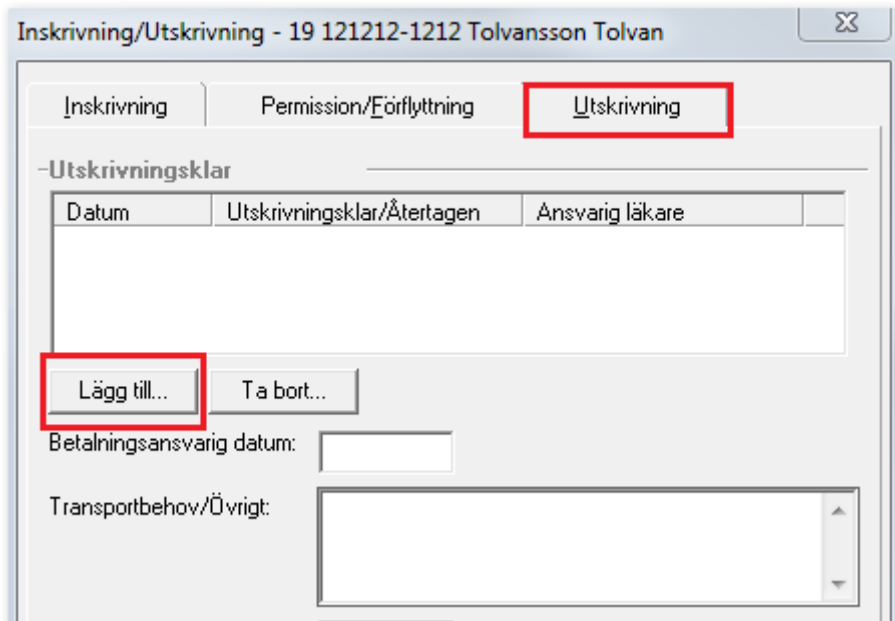 Inskrivning/Utskrivning - 19 121212-1212 Tolvansson Tolvan
Inskrivning Permission/Förflyttning Utskrivning
Utskrivningsklar
Datum Utskrivningsklar/Återtagen Ansvarig läkare
Lägg till... Ta bort...
Betalningsansvarig datum:
Transportbehov/Övrigt: